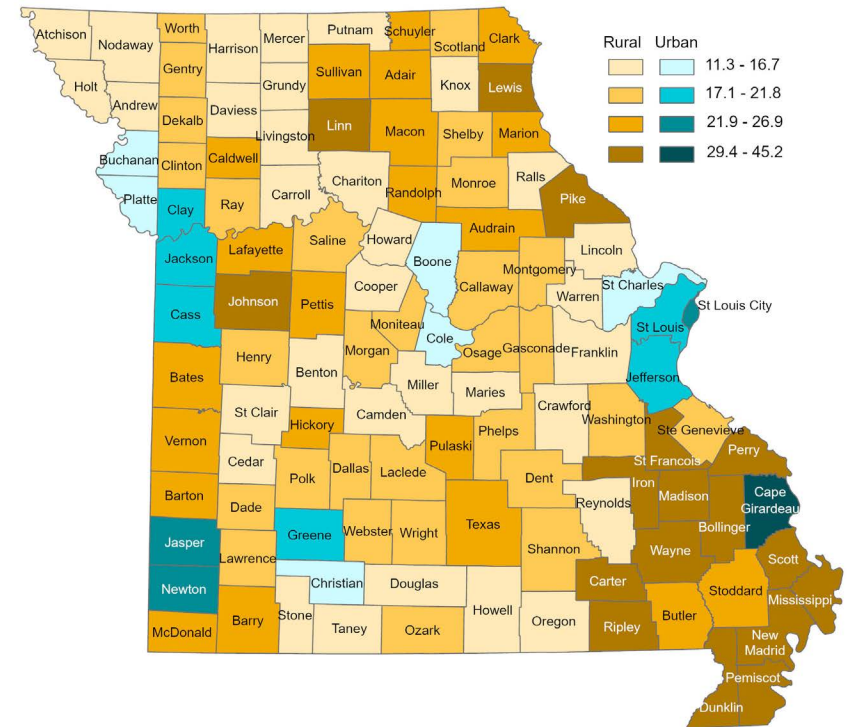 Atchison
Nodaway
Worth
Harrison
Mercer
Putnam
Schuyler
Scotland
Clark
Rural Urban
11.3 - 16.7
17.1 - 21.8
21.9 - 26.9
29.4 - 45.2
Gentry
Holt
Andrew
Daviess
Grundy
Sullivan
Adair
Knox
Lewis
Dekalb
Livingston
Linn
Macon
Shelby
Marion
Buchanan
Clinton
Caldwell
Platte
Clay
Ray
Carroll
Chariton
Randolph
Monroe
Ralls
Pike
Jackson
Lafayette
Saline
Howard
Boone
Audrain
Callaway
Montgomery
Lincoln
Warren
St Charles
St Louis City
St Louis
Cass
Johnson
Pettis
Cooper
Moniteau
Cole
Osage
Gasconade
Franklin
Jefferson
Bates
Henry
Benton
Morgan
Miller
Maries
Crawford
Washington
Ste Genevieve
St Clair
Camden
Vernon
Hickory
Pulaski
Phelps
St Francois
Perry
Cedar
Polk
Dallas
Laclede
Dent
Iron
Madison
Cape
Girardeau
Barton
Dade
Reynolds
Bollinger
Jasper
Greene
Webster
Wright
Texas
Shannon
Wayne
Scott
Lawrence
Newton
Christian
Douglas
Howell
Carter
Stoddard
Mississippi
McDonald
Barry
Stone
Taney
Ozark
Oregon
Ripley
Butler
New
Madrid
Pemiscot
Dunklin